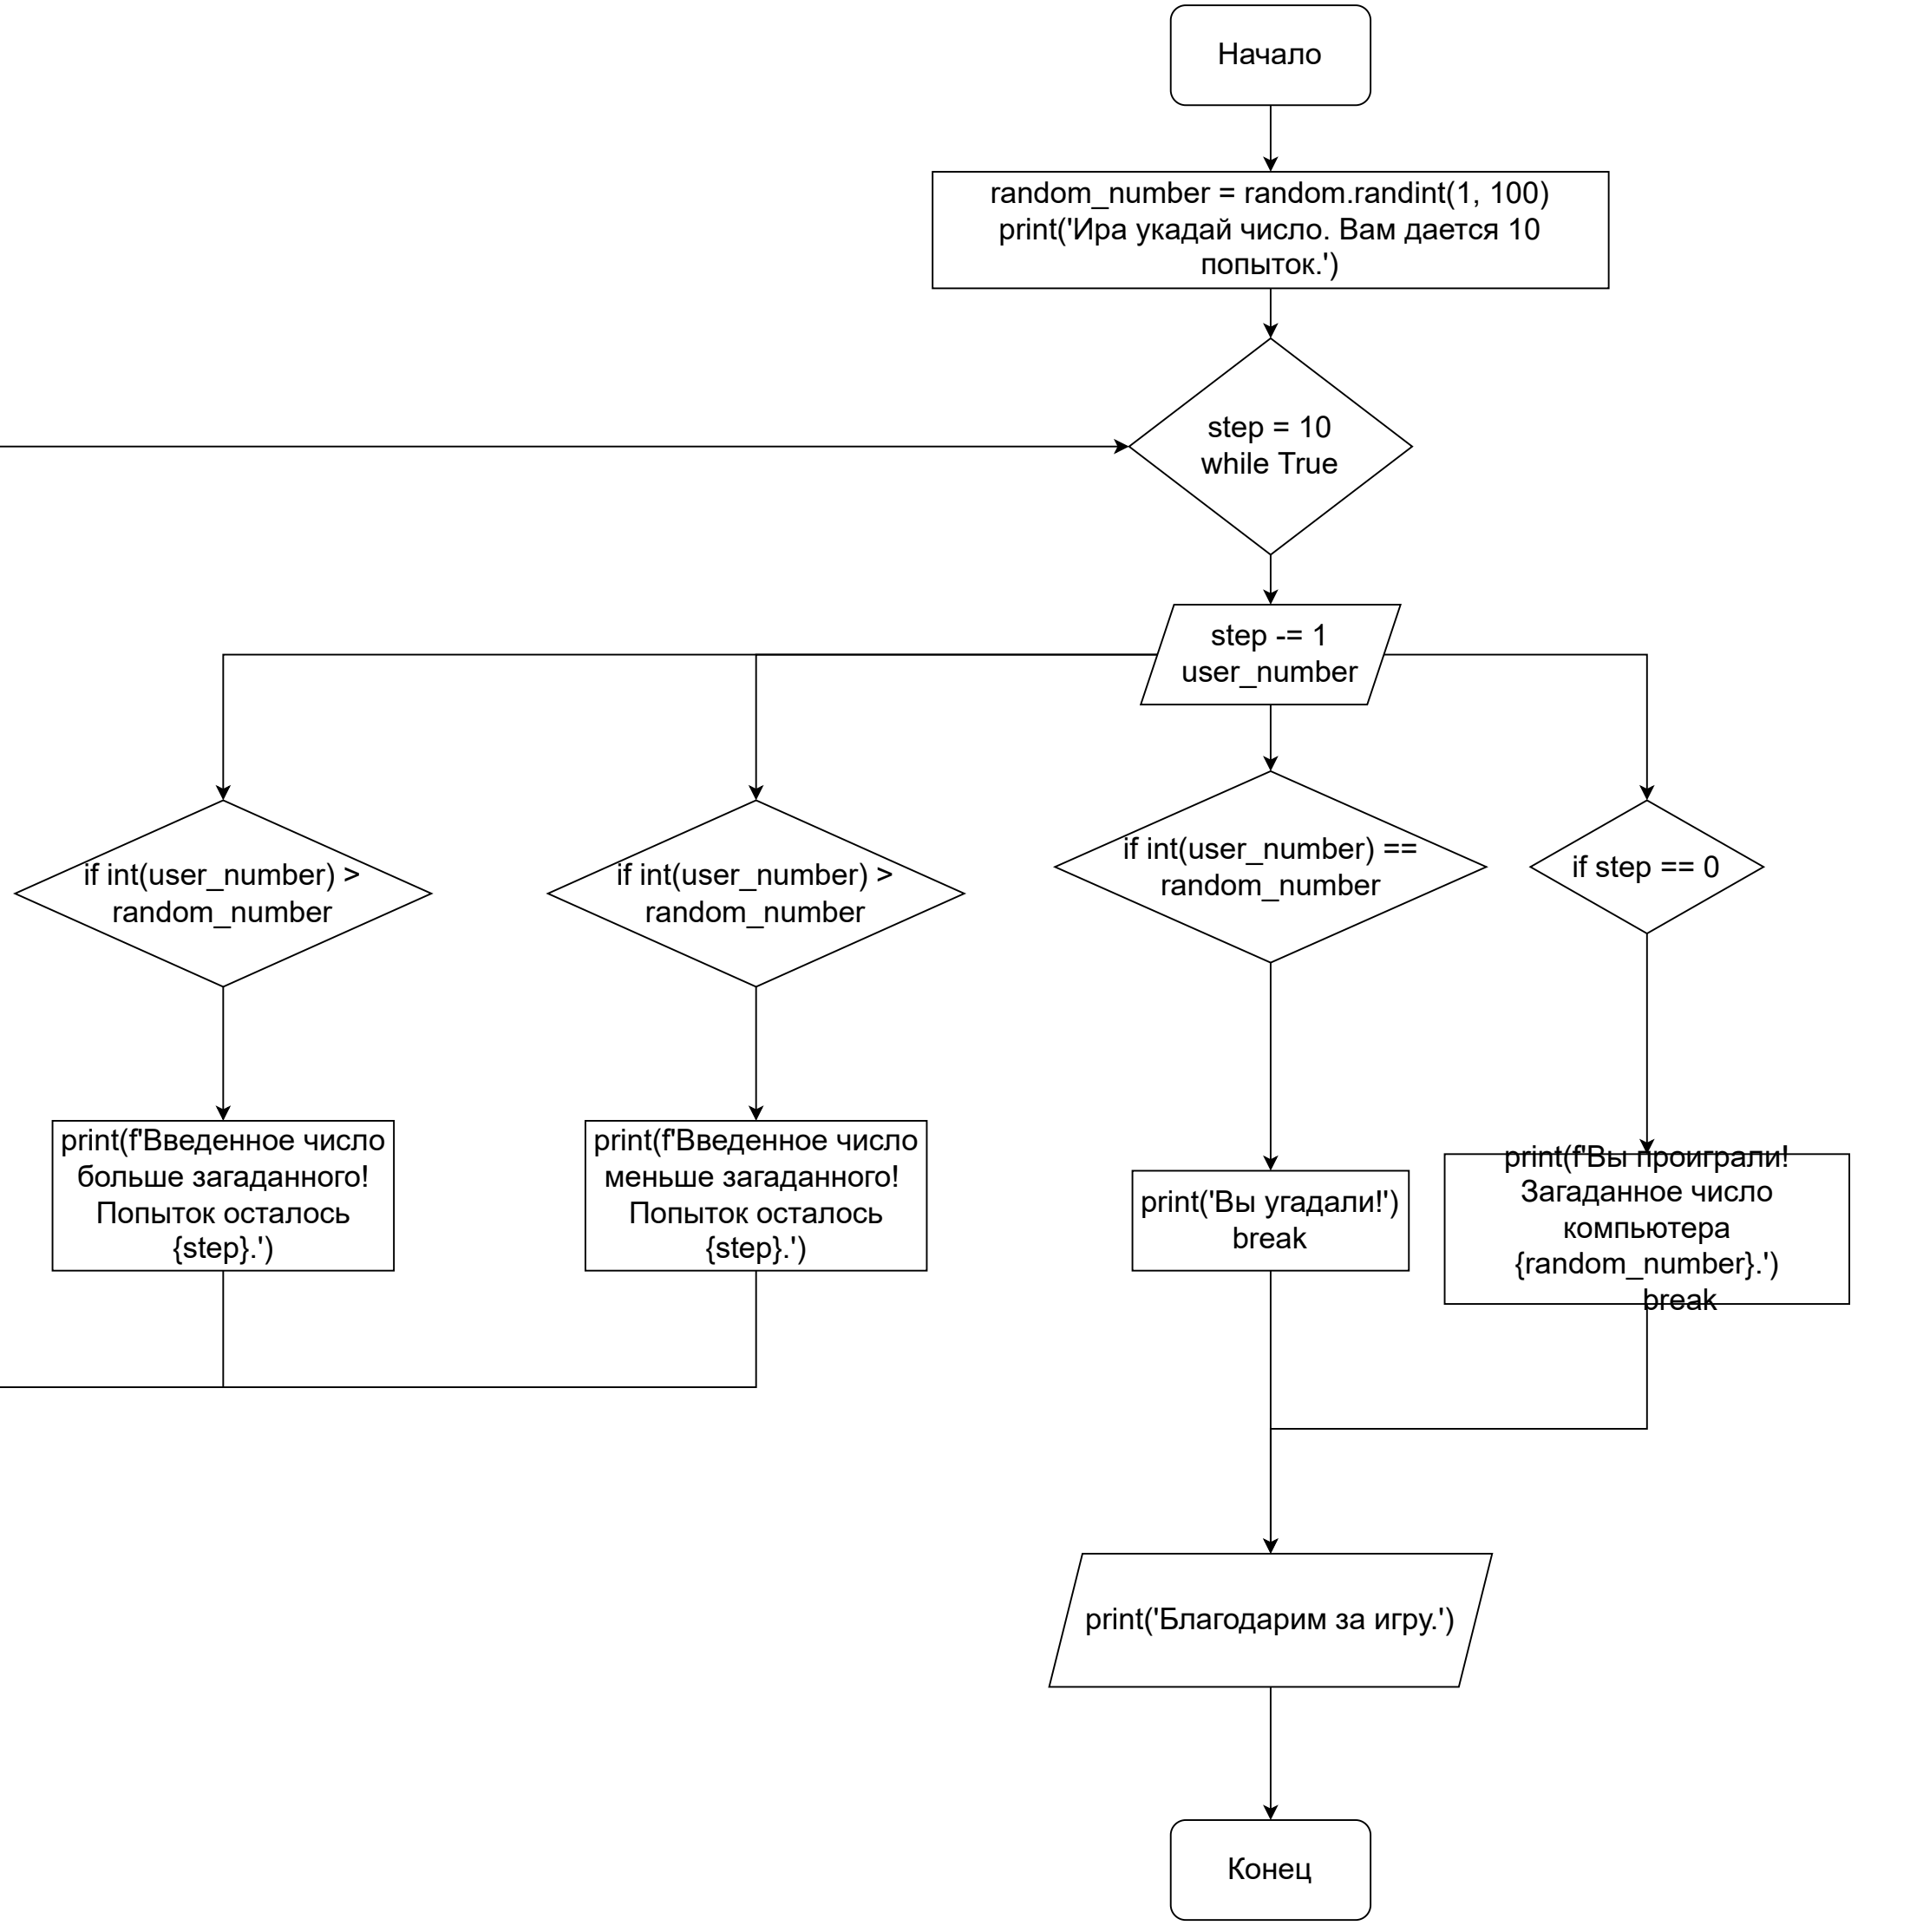 Начало
random_number = random.randint(1, 100)
print('Ира укадай число. Вам дается 10
попыток.')
step = 10
while True
step -= 1
user_number
if int(user_number) >
random_number
if int(user_number) >
random_number
if int(user_number) ==
random_number
if step == 0
print(f'Введенное число
больше загаданного!
Попыток осталось
{step}.')
print(f'Введенное число
меньше загаданного!
Попыток осталось
{step}.')
print('Вы угадали!')
break
print(f'Вы проиграли!
Загаданное число
компьютера
{random_number}.')
break
print('Благодарим за игру.')
Конец